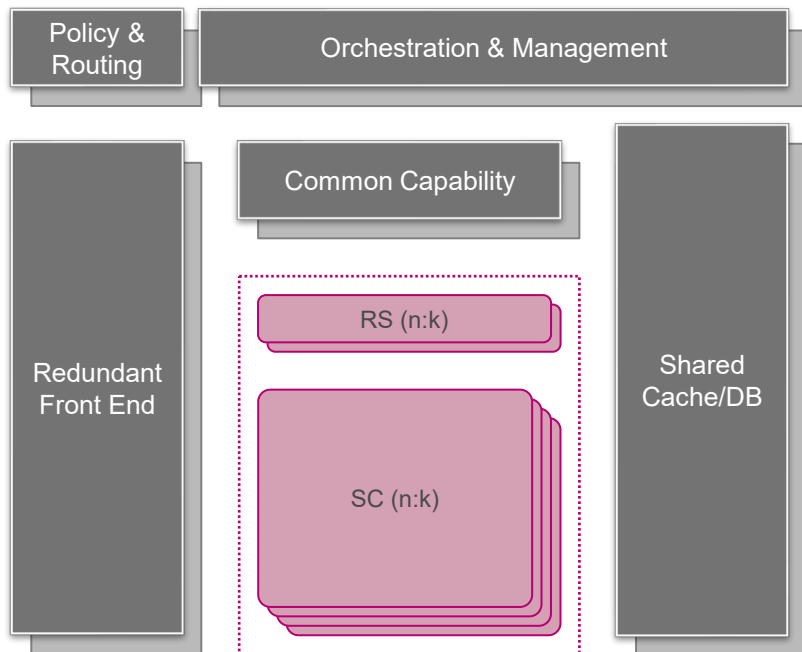 Policy &
Routing
Orchestration & Management
Common Capability
RS (n:k)
Redundant
Front End
Shared
Cache/DB
SC (n:k)